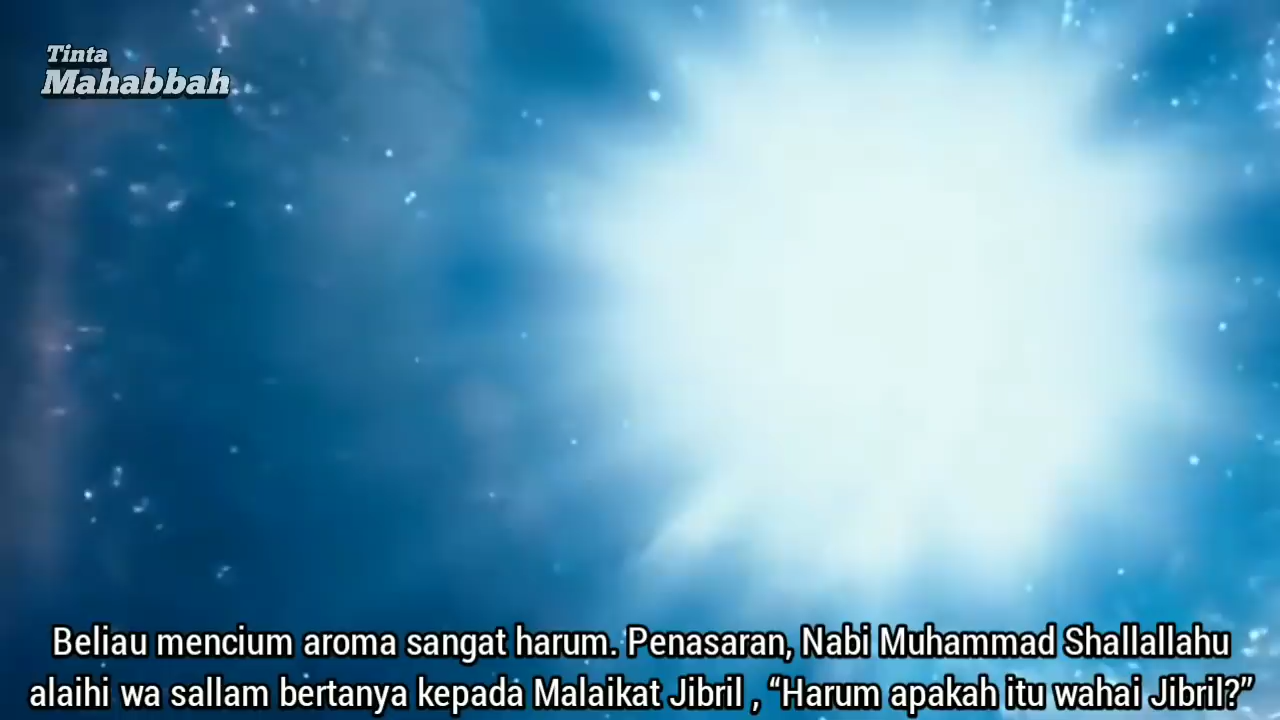 Tinta
Mahabbah
Beliau mencium aroma sangat harum. Penasaran, Nabi Muhammad Shallallahu
alaihi wa sallam bertanya kepada Malaikat Jibril , “Harum apakah itu wahai Jibril?”